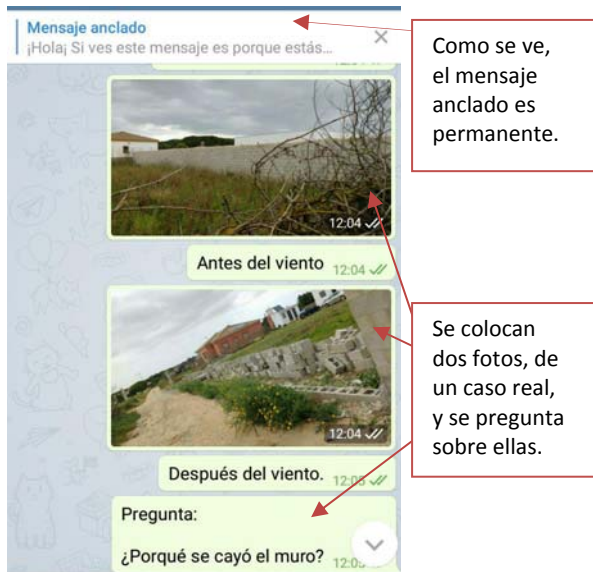 Mensaje anclado
¡Hola¡ Si ves este mensaje es porque estás...
Como se ve,
el mensaje
anclado es
permanente.
12:04
Antes del viento 12:04
Se colocan
dos fotos, de
un caso real,
y se pregunta
sobre ellas.
12:04
Después del viento. 12:05
Pregunta:
¿Porqué se cayó el muro?